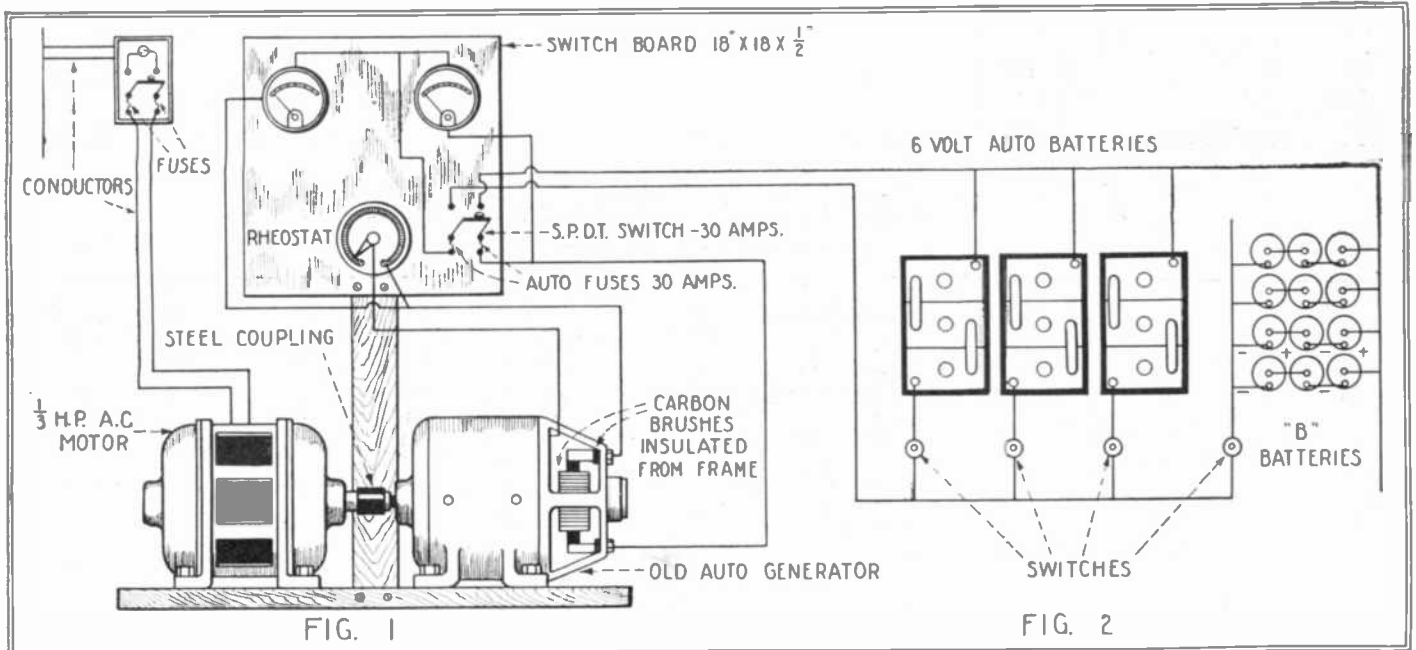 SWITCH BOARD 18" X 18 X 1/2"
FUSES
CONDUCTORS
6 VOLT AUTO BATTERIES
RHEOSTAT
S.P.D.T. SWITCH - 30 AMPS.
AUTO FUSES 30 AMPS.
STEEL COUPLING
1/3 H.P. A.C.
MOTOR
CARBON
BRUSHES
INSULATED
FROM FRAME
- + - +
- - -
"B"
BATTERIES
OLD AUTO GENERATOR
SWITCHES
FIG. 1
FIG. 2